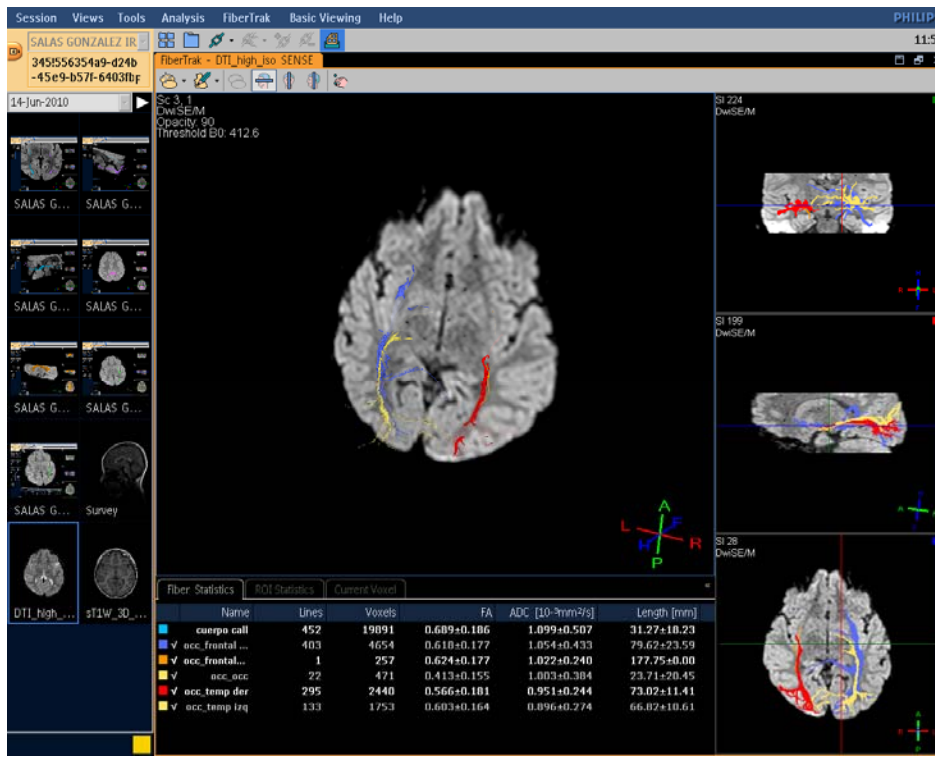 Session Views Tools Analysis FiberTrak Basic Viewing Help PHILIP
SALAS GONZALEZ IR
11:5
FiberTrak - DTI_high_iso SENSE
14-Jun-2010
Sc 3, 1
DwiSE/M
Opacity: 90
Threshold B0: 412.6
SI 224
DwiSE/M
SALAS G... SALAS G...
SALAS G... SALAS G...
SI 199
DwiSE/M
SALAS G... SALAS G...
SALAS G... Survey
A
L F
H R
P
SI 28
DwiSE/M
DTI_high_... sT1W_3D_...
Fiber Statistics ROI Statistics Current Voxel
Name Lines Voxels FA ADC [10-³mm²/s] Length [mm]
cuerpo call 452 19891 0.689±0.186 1.099±0.507 31.27±18.23
√ occ_frontal ... 403 4654 0.618±0.177 1.054±0.433 79.62±23.59
√ occ_frontal... 1 257 0.624±0.177 1.022±0.240 177.75±0.00
√ occ_occ 22 471 0.413±0.155 1.003±0.384 23.71±20.45
√ occ_temp der 295 2440 0.566±0.181 0.951±0.244 73.02±11.41
√ occ_temp izq 133 1753 0.603±0.164 0.896±0.274 66.82±10.61